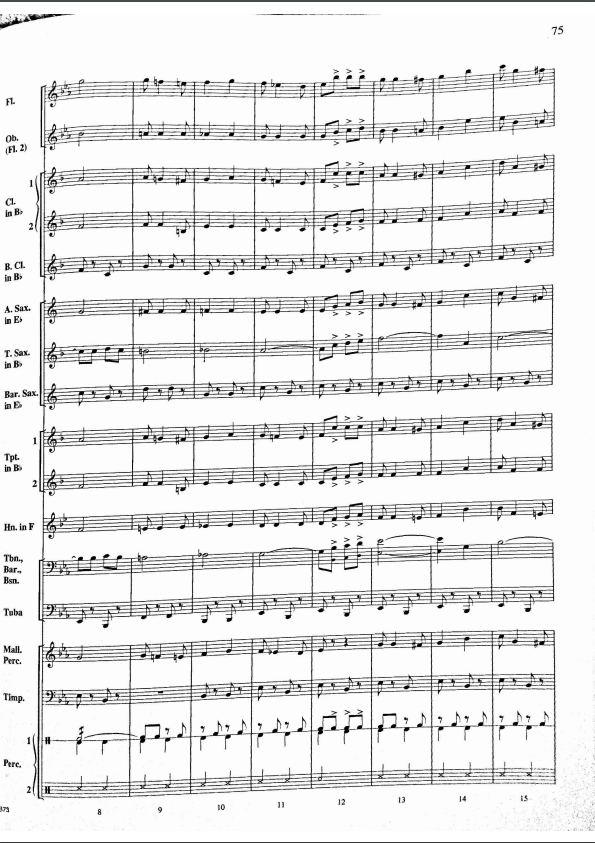 75
Fl.
Ob.
(Fl. 2)
1
Cl.
in B♭
2
B. Cl.
in B♭
A. Sax.
in E♭
T. Sax.
in B♭
Bar. Sax.
in E♭
1
Tpt.
in B♭
2
Hn. in F
Tbn.,
Bar.,
Bsn.
Tuba
Mall.
Perc.
Timp.
1
Perc.
2
373
8 9 10 11 12 13 14 15